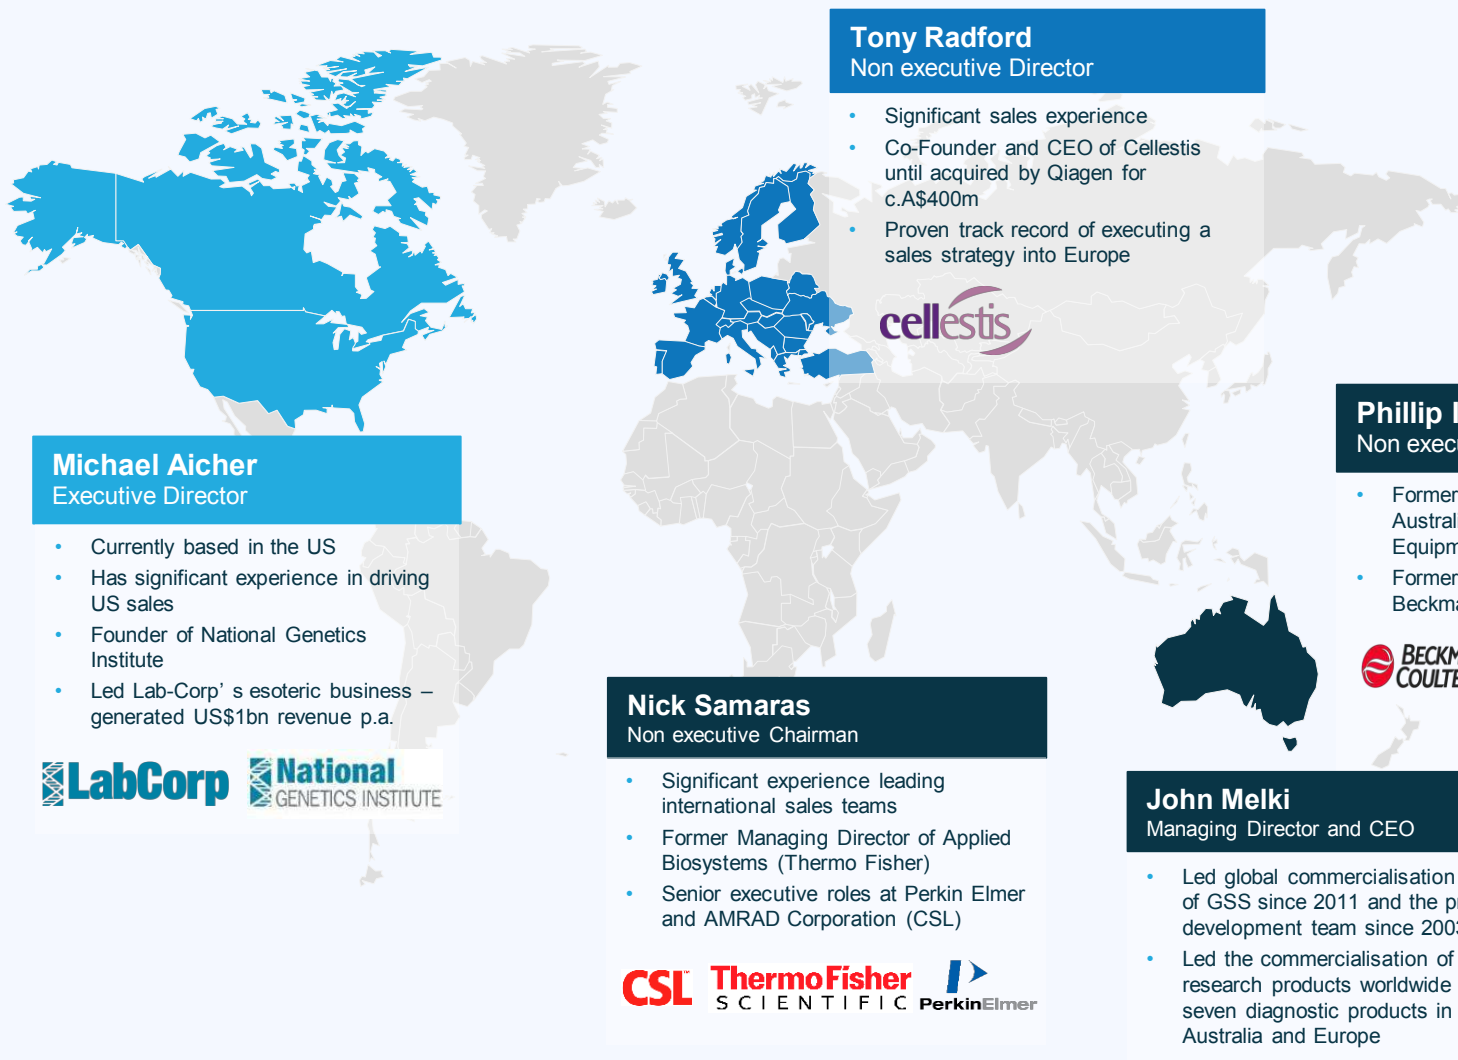 Tony Radford
Non executive Director
• Significant sales experience
• Co-Founder and CEO of Cellestis
until acquired by Qiagen for
c.A$400m
• Proven track record of executing a
sales strategy into Europe
cellestis
Michael Aicher
Executive Director
• Currently based in the US
• Has significant experience in driving
US sales
• Founder of National Genetics
Institute
• Led Lab-Corp’ s esoteric business –
generated US$1bn revenue p.a.
LabCorp
National
GENETICS INSTITUTE
Nick Samaras
Non executive Chairman
• Significant experience leading
international sales teams
• Former Managing Director of Applied
Biosystems (Thermo Fisher)
• Senior executive roles at Perkin Elmer
and AMRAD Corporation (CSL)
CSL™
ThermoFisher
SCIENTIFIC
PerkinElmer
Phillip
Non
• Former
• Former
John Melki
Managing Director and CEO
• Led global commercialisation
of GSS since 2011 and the
development team since
• Led the commercialisation of
research products worldwide
seven diagnostic products in
Australia and Europe